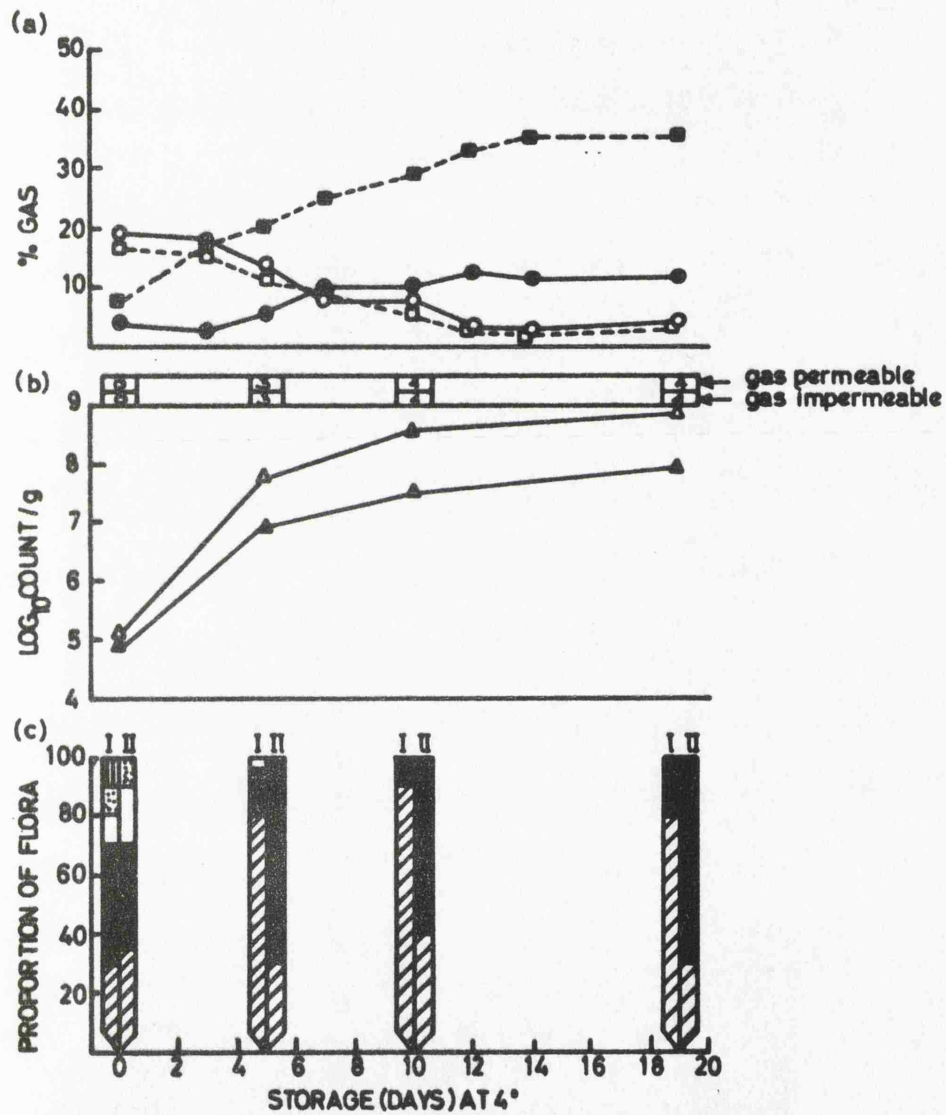 (a)
50
40
30
20
10
% GAS
(b)
gas permeable
gas impermeable
9
8
7
6
5
4
LOG10COUNT/g
(c)
I II I II I II I II
100
80
60
40
20
PROPORTION OF FLORA
0 2 4 6 8 10 12 14 16 18 20
STORAGE (DAYS) AT 4°